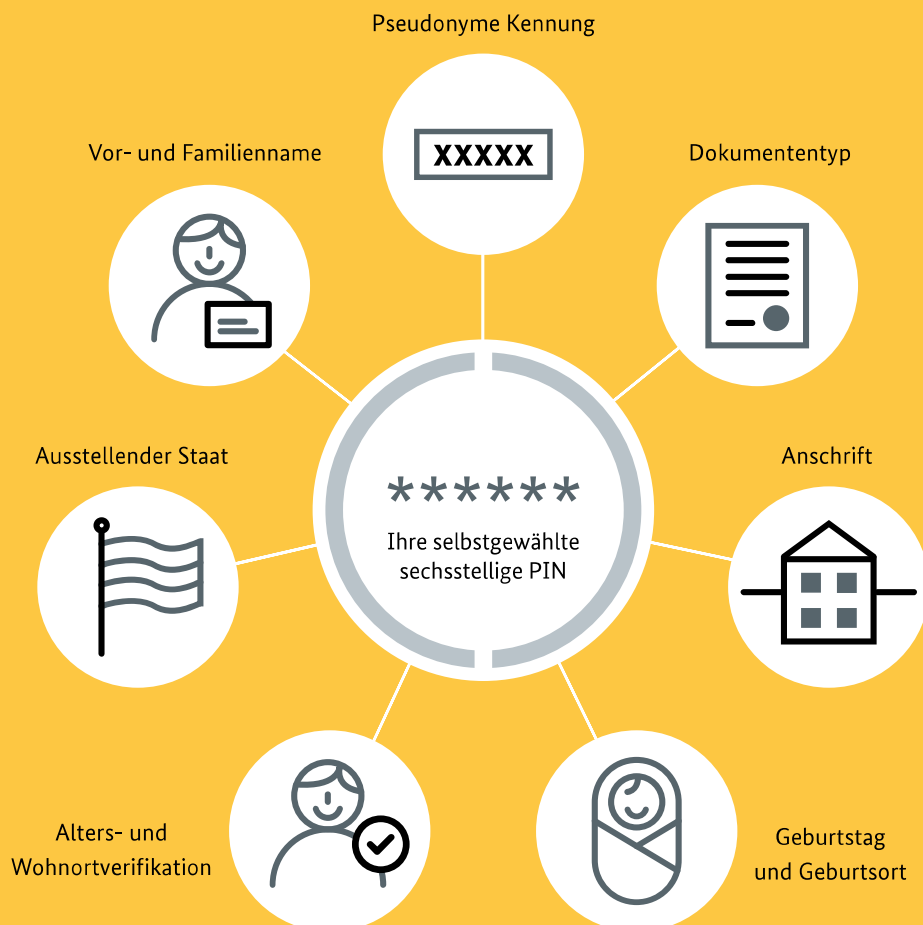 Pseudonyme Kennung
XXXXX
Vor- und Familienname
Dokumententyp
Ausstellender Staat
Anschrift
******
Ihre selbstgewählte
sechsstellige PIN
Alters- und
Wohnortverifikation
Geburtstag
und Geburtsort